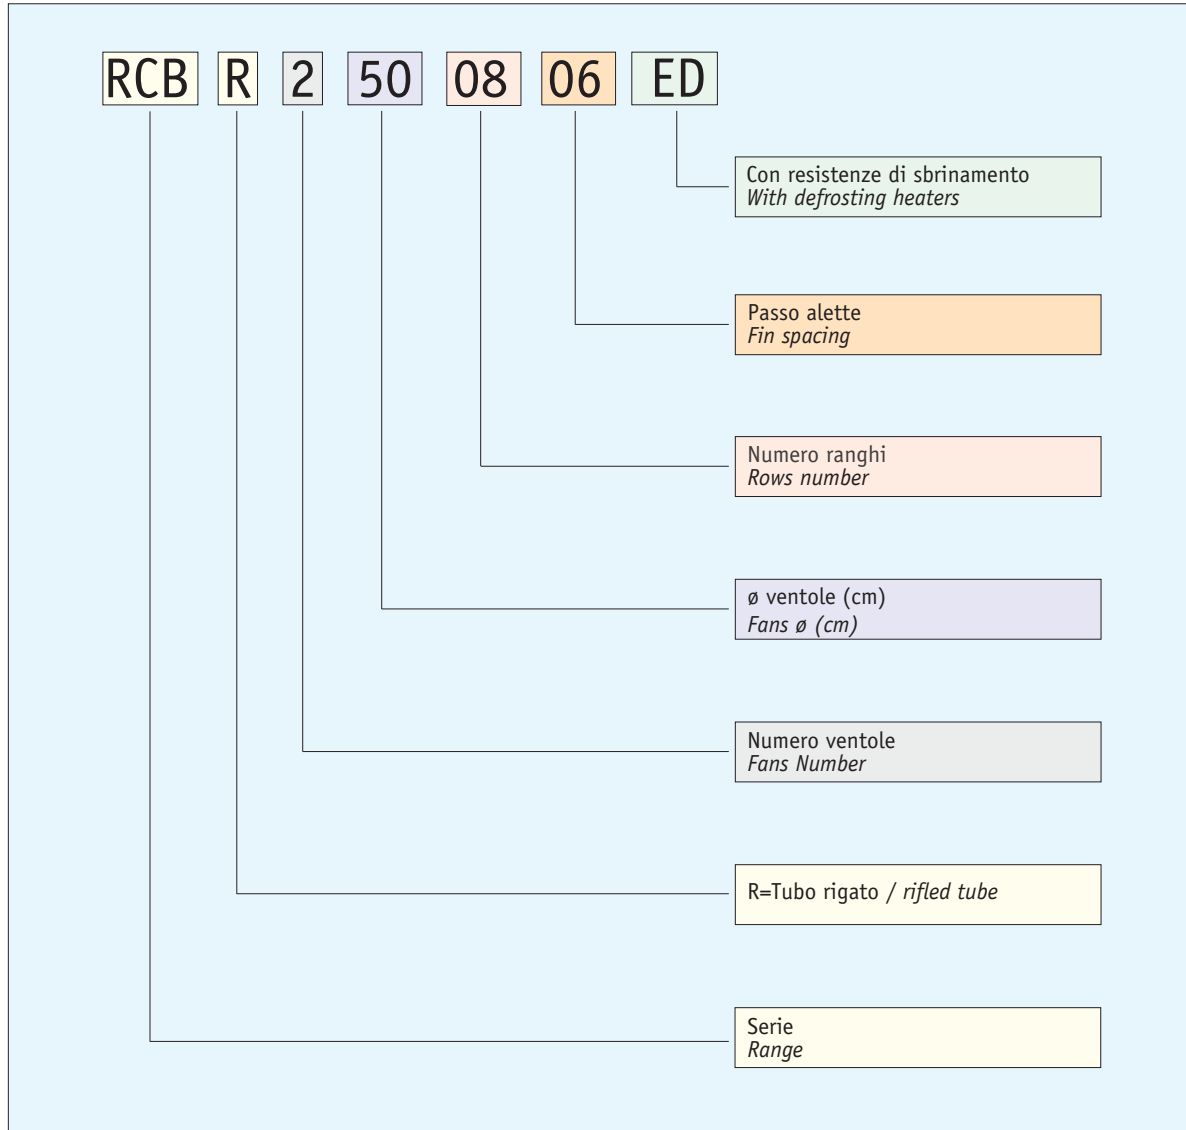 RCB R 2 50 08 06 ED
Con resistenze di sbrinamento
With defrosting heaters
Passo alette
Fin spacing
Numero ranghi
Rows number
ø ventole (cm)
Fans ø (cm)
Numero ventole
Fans Number
R=Tubo rigato / rifled tube
Serie
Range